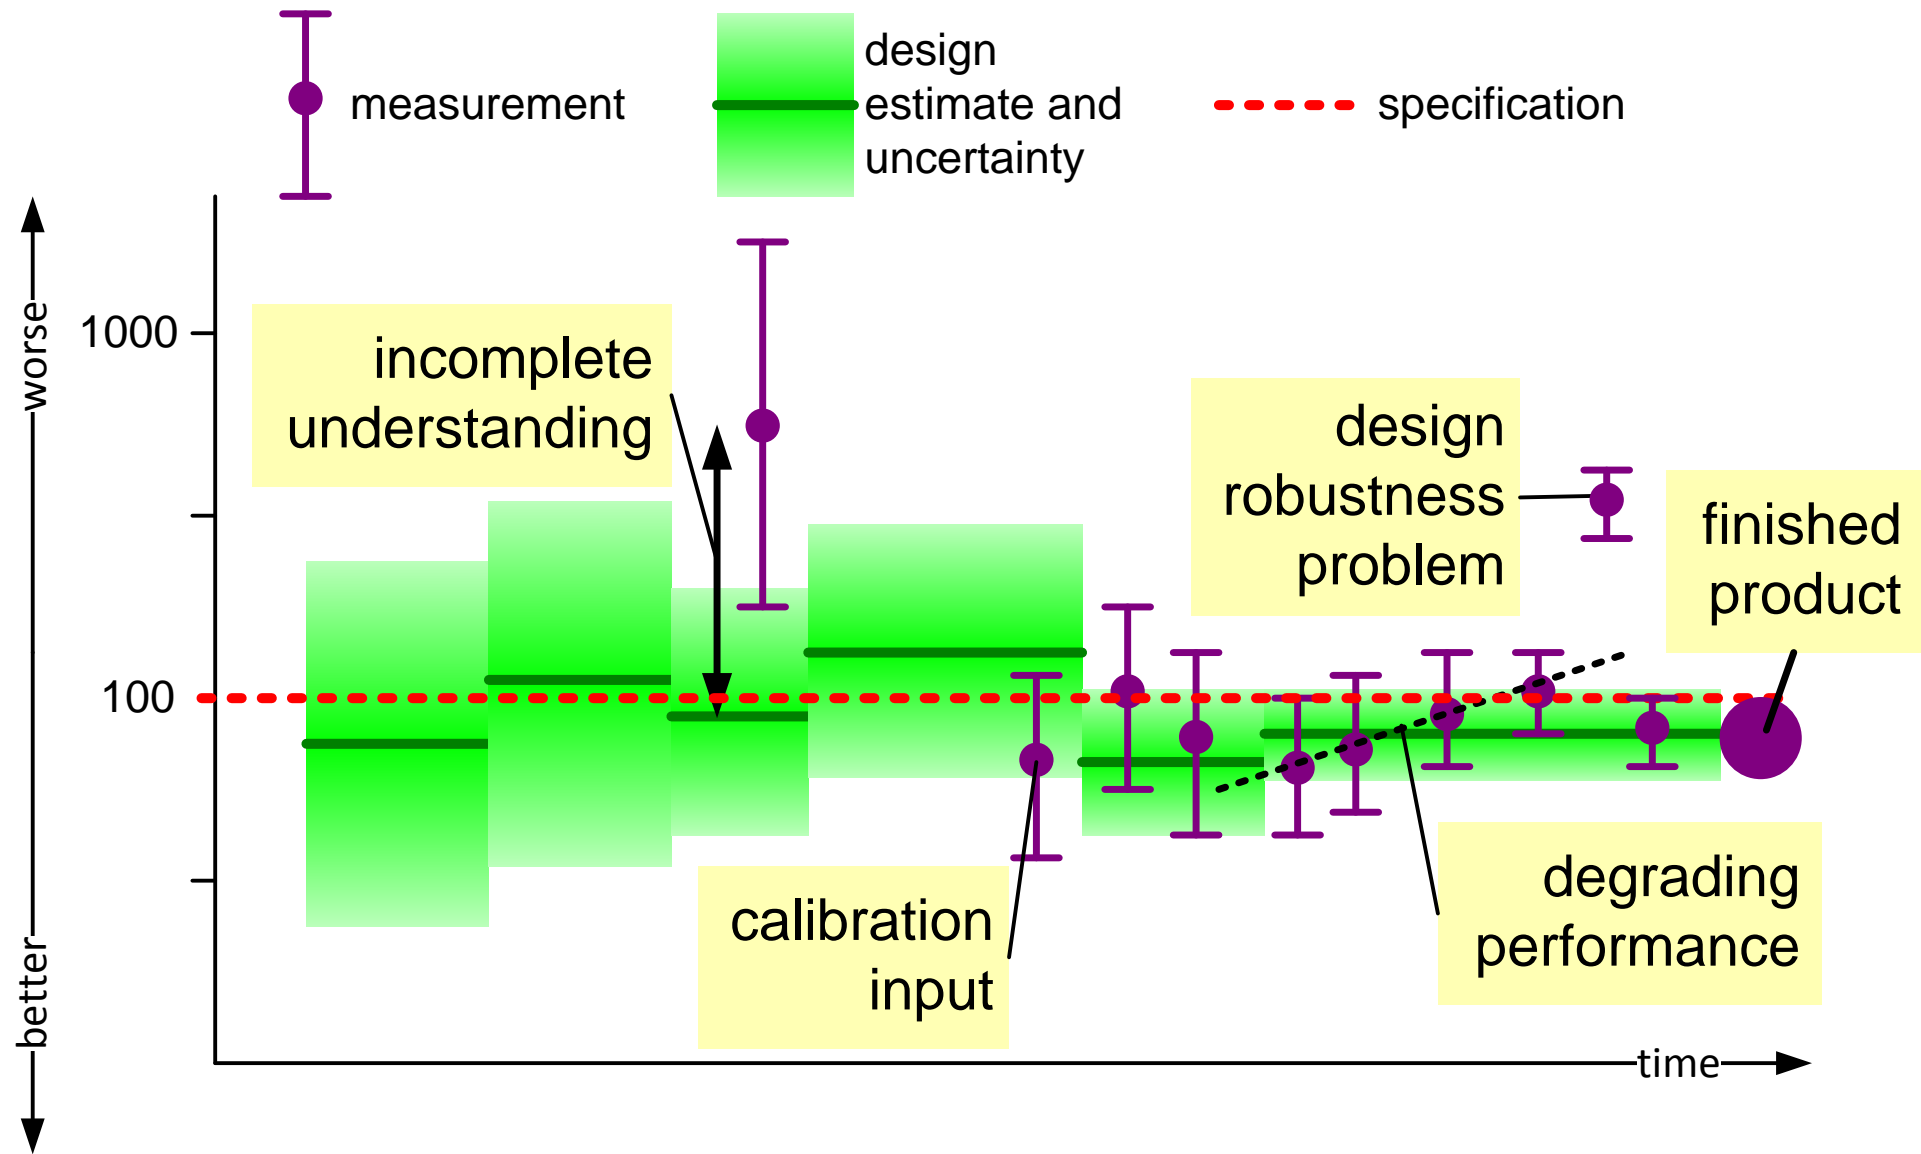 measurement
design
estimate and
uncertainty
specification
worse
better
1000
100
incomplete
understanding
design
robustness
problem
finished
product
calibration
input
degrading
performance
time